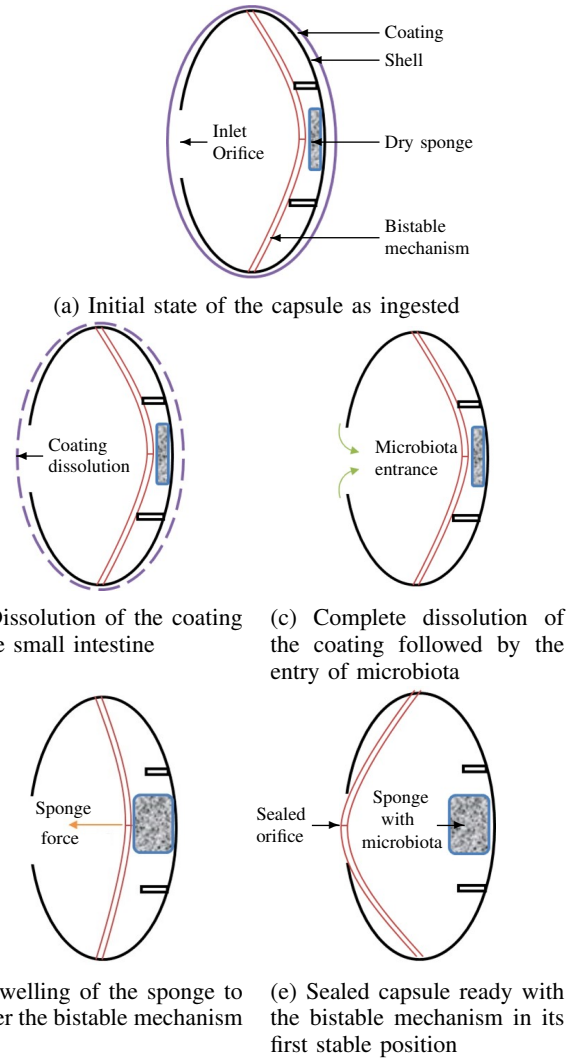 Coating
Shell
Inlet
Orifice
Dry sponge
Bistable
mechanism
(a) Initial state of the capsule as ingested
Coating
dissolution
Microbiota
entrance
Dissolution of the coating
small intestine
(c) Complete dissolution of
the coating followed by the
entry of microbiota
Sponge
force
Sealed
orifice
Sponge
with
microbiota
welling of the sponge to
er the bistable mechanism
(e) Sealed capsule ready with
the bistable mechanism in its
first stable position